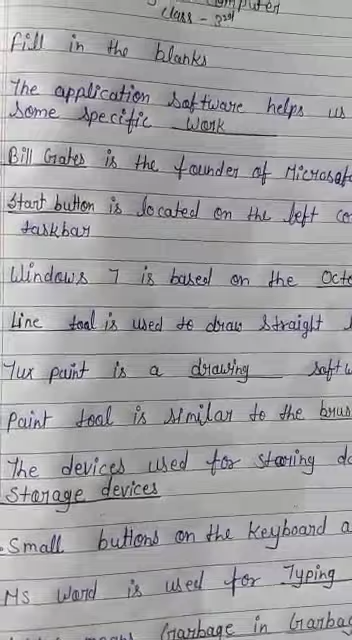 Computer
class - 3rd
Fill in the blanks
The application software helps us
some specific work
Bill Gates is the founder of Microsof
Start button is located on the left co
taskbar
Windows 7 is based on the Octo
Line tool is used to draw straight
Tux paint is a drawing softw
Paint tool is similar to the brus
The devices used for storing da
storage devices
Small buttons on the Keyboard a
Ms Word is used for Typing
means Garbage in Garba